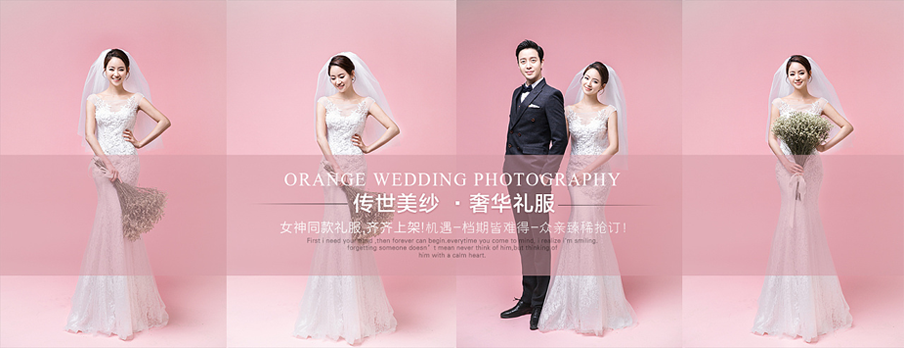 ORANGE WEDDING PHOTOGRAPHY
传世美纱 · 奢华礼服
女神同款礼服,齐齐上架!机遇-档期皆难得-众亲臻稀抢订!
First i need your mind ,then forever can begin.everytime you come to mind, i realize i'm smiling,
forgetting someone doesn’t mean never think of him,but thinking of
him with a calm heart.